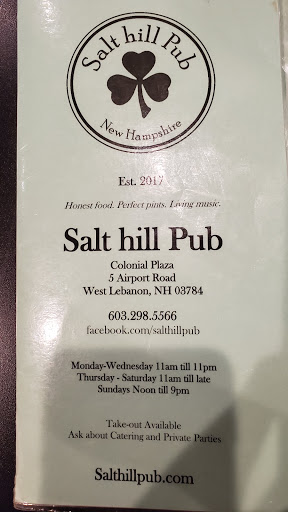 Salt hill Pub
New Hampshire
Est. 2017
Honest food. Perfect pints. Living music.
Salt hill Pub
Colonial Plaza
5 Airport Road
West Lebanon, NH 03784
603.298.5566
facebook.com/salthillpub
Monday-Wednesday 11am till 11pm
Thursday - Saturday 11am till late
Sundays Noon till 9pm
Take-out Available
Ask about Catering and Private Parties
Salthillpub.com